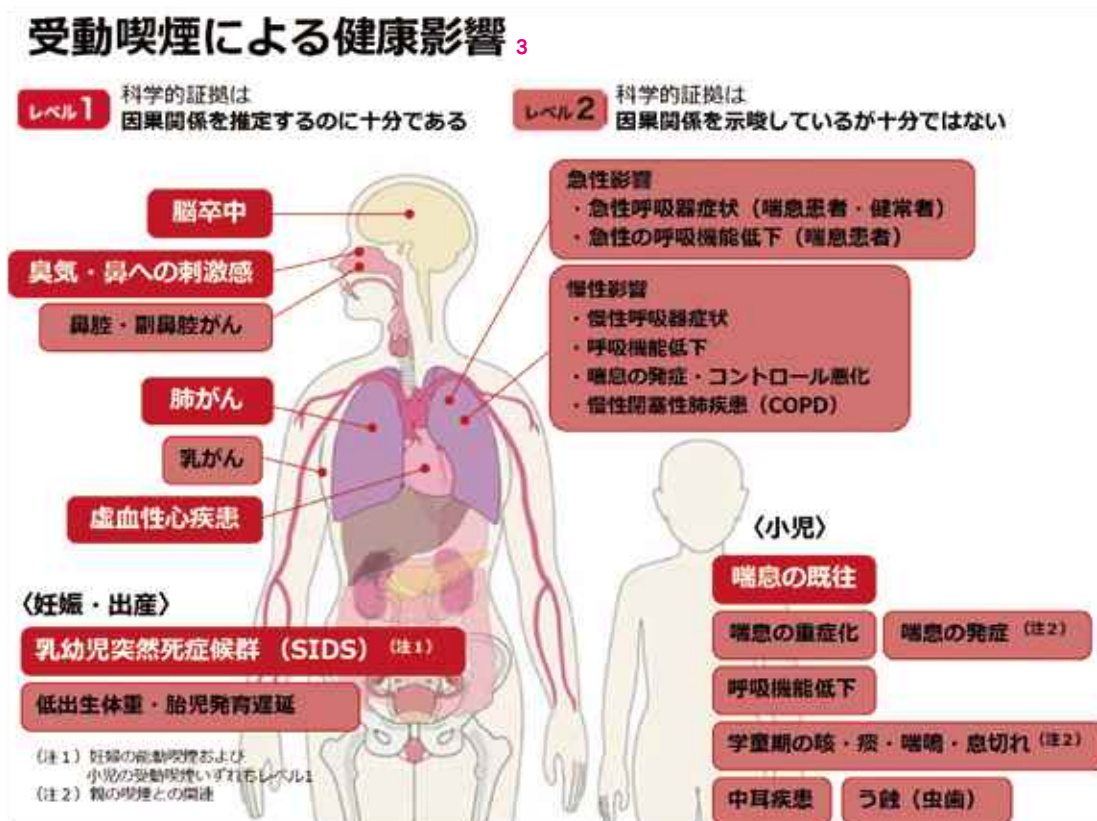 受動喫煙による健康影響 3
レベル1
科学的証拠は
因果関係を推定するのに十分である
レベル2
科学的証拠は
因果関係を示唆しているが十分ではない
脳卒中
臭気・鼻への刺激感
鼻腔・副鼻腔がん
肺がん
乳がん
虚血性心疾患
急性影響
・急性呼吸器症状（喘息患者・健常者）
・急性の呼吸機能低下（喘息患者）
慢性影響
・慢性呼吸器症状
・呼吸機能低下
・喘息の発症・コントロール悪化
・慢性閉塞性肺疾患（COPD）
〈妊娠・出産〉
乳幼児突然死症候群（SIDS）（注1）
低出生体重・胎児発育遅延
（注1）妊婦の能動喫煙および
小児の受動喫煙いずれもレベル1
（注2）親の喫煙との関連
〈小児〉
喘息の既往
喘息の重症化
喘息の発症（注2）
呼吸機能低下
学童期の咳・痰・喘鳴・息切れ（注2）
中耳疾患
う蝕（虫歯）